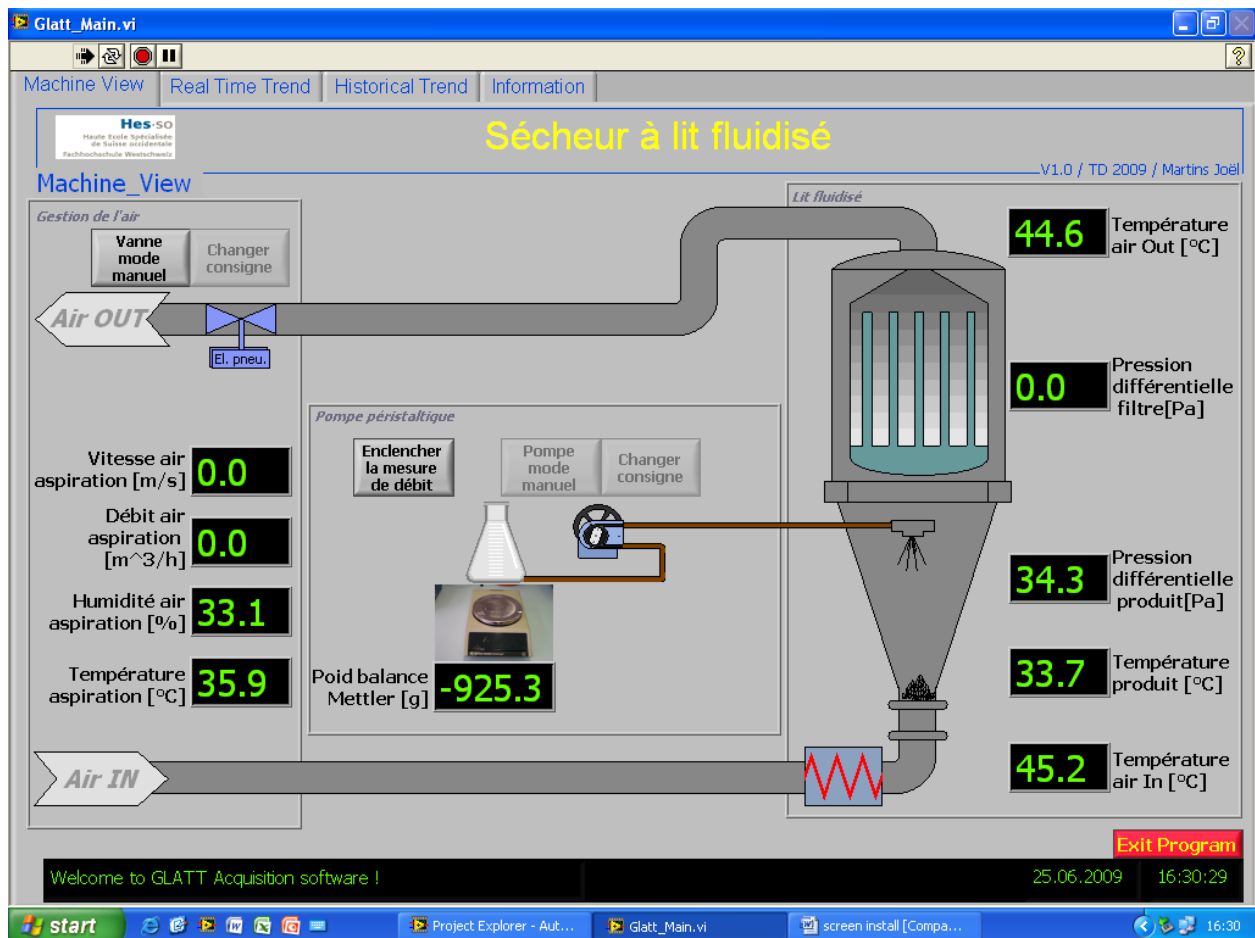 Glatt_Main.vi
?
Machine View
Real Time Trend
Historical Trend
Information
Hes·so
Haute Ecole Spécialisée
de Suisse occidentale
Fachhochschule Westschweiz
Sécheur à lit fluidisé
V1.0 / TD 2009 / Martins Joël
Machine_View
Gestion de l'air
Vanne
mode
manuel
Changer
consigne
Air OUT
El. pneu.
Vitesse air
aspiration [m/s]
0.0
Débit air
aspiration
[m^3/h]
0.0
Humidité air
aspiration [%]
33.1
Température
aspiration [°C]
35.9
Air IN
Pompe péristaltique
Enclencher
la mesure
de débit
Pompe
mode
manuel
Changer
consigne
Poid balance
Mettler [g]
-925.3
Lit fluidisé
44.6
Température
air Out [°C]
0.0
Pression
différentielle
filtre[Pa]
34.3
Pression
différentielle
produit[Pa]
33.7
Température
produit [°C]
45.2
Température
air In [°C]
Exit Program
Welcome to GLATT Acquisition software !
25.06.2009
16:30:29
start
Project Explorer - Aut...
Glatt_Main.vi
screen install [Compa...
16:30